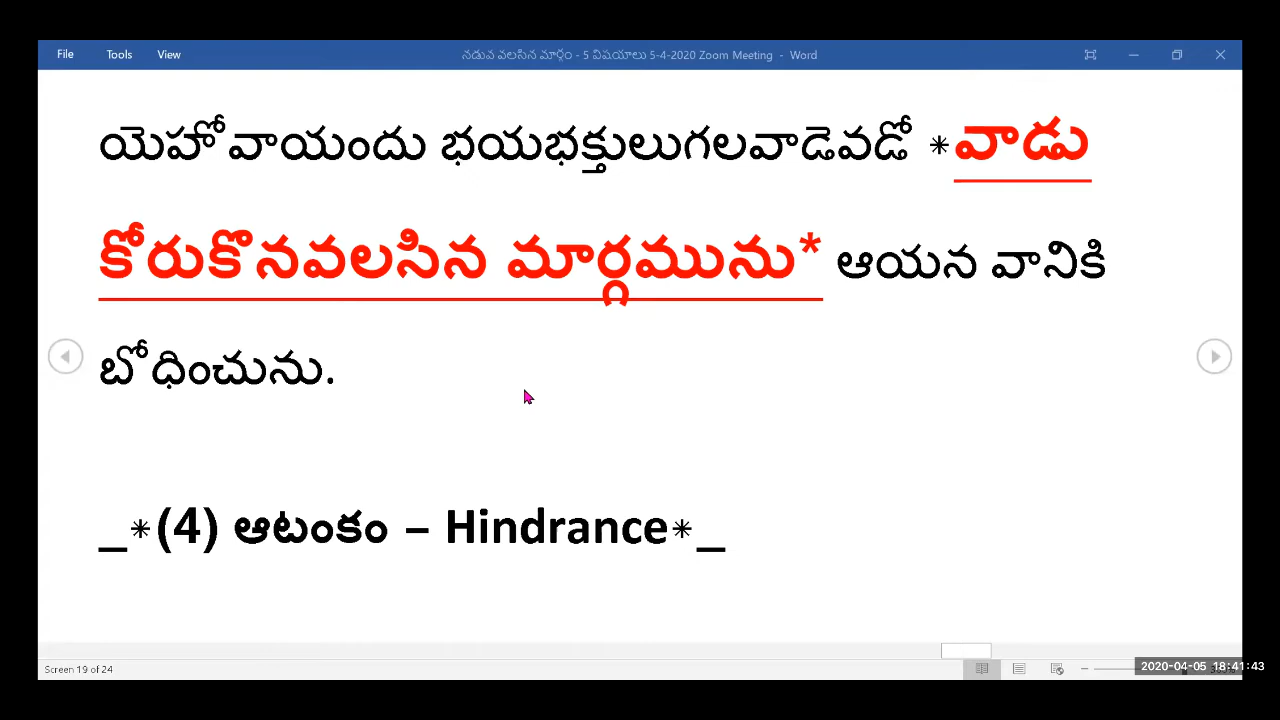 File Tools View నడువ వలసిన మార్గం - 5 విషయాలు 5-4-2020 Zoom Meeting - Word
యెహోవాయందు భయభక్తులుగలవాడెవడో *వాడు
కోరుకొనవలసిన మార్గమును* ఆయన వానికి
బోధించును.
_*(4) ఆటంకం – Hindrance*_
Screen 19 of 24
2020-04-05 18:41:43